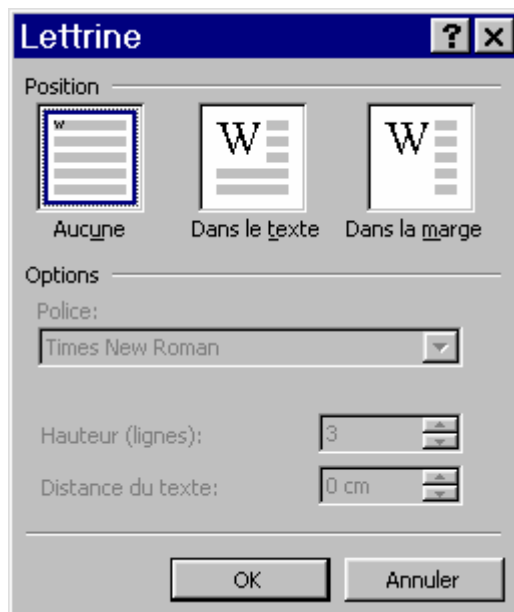 Lettrine
Position
W W W
Aucune Dans le texte Dans la marge
Options
Police:
Times New Roman
Hauteur (lignes): 3
Distance du texte: 0 cm
OK Annuler